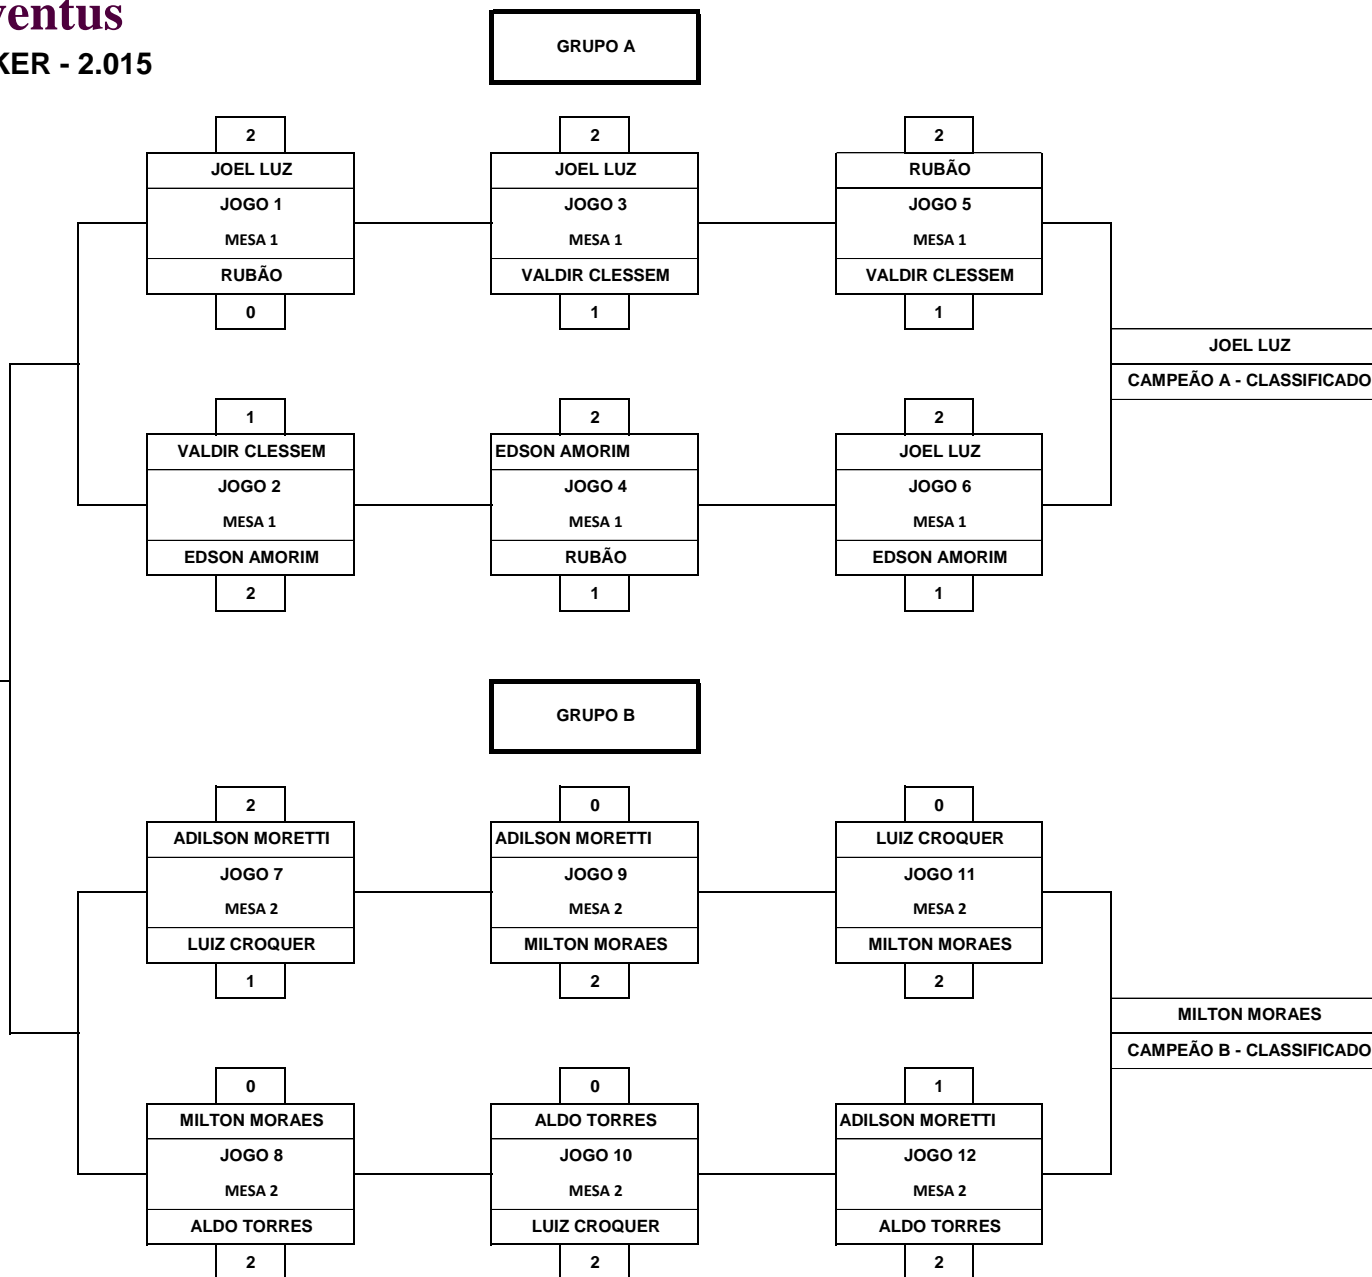 ventus
KER - 2.015
GRUPO A
2 2 2
JOEL LUZ JOEL LUZ RUBÃO
JOGO 1 JOGO 3 JOGO 5
MESA 1 MESA 1 MESA 1
RUBÃO VALDIR CLESSEM VALDIR CLESSEM
0 1 1
JOEL LUZ
CAMPEÃO A - CLASSIFICADO
1 2 2
VALDIR CLESSEM EDSON AMORIM JOEL LUZ
JOGO 2 JOGO 4 JOGO 6
MESA 1 MESA 1 MESA 1
EDSON AMORIM RUBÃO EDSON AMORIM
2 1 1
GRUPO B
2 0 0
ADILSON MORETTI ADILSON MORETTI LUIZ CROQUER
JOGO 7 JOGO 9 JOGO 11
MESA 2 MESA 2 MESA 2
LUIZ CROQUER MILTON MORAES MILTON MORAES
1 2 2
MILTON MORAES
CAMPEÃO B - CLASSIFICADO
0 0 1
MILTON MORAES ALDO TORRES ADILSON MORETTI
JOGO 8 JOGO 10 JOGO 12
MESA 2 MESA 2 MESA 2
ALDO TORRES LUIZ CROQUER ALDO TORRES
2 2 2